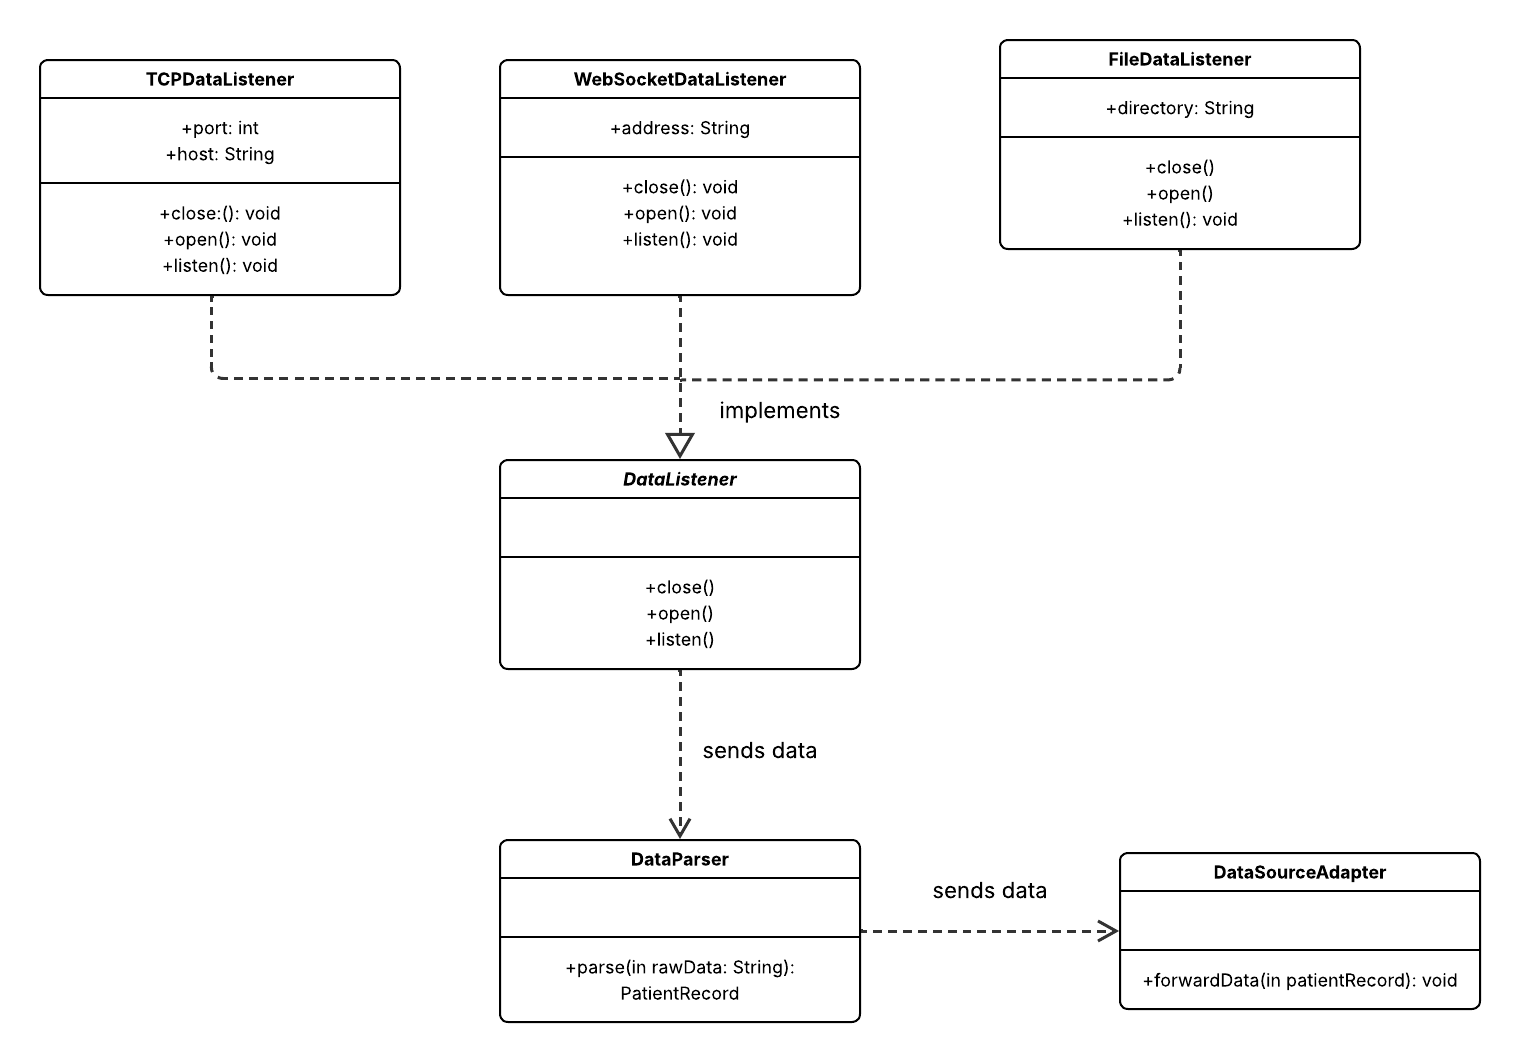 TCPDataListener
+port: int
+host: String
+close:(): void
+open(): void
+listen(): void
WebSocketDataListener
+address: String
+close(): void
+open(): void
+listen(): void
FileDataListener
+directory: String
+close()
+open()
+listen(): void
implements
DataListener
+close()
+open()
+listen()
sends data
DataParser
+parse(in rawData: String):
PatientRecord
sends data
DataSourceAdapter
+forwardData(in patientRecord): void